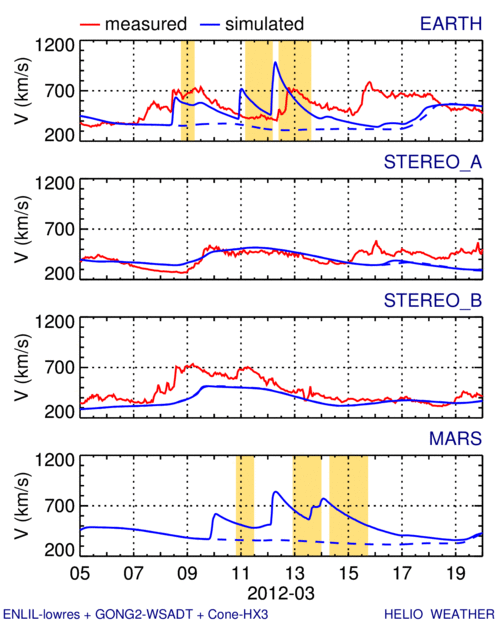 measured simulated EARTH
1200
700
200
V (km/s)
STEREO_A
1200
700
200
V (km/s)
STEREO_B
1200
700
200
V (km/s)
MARS
1200
700
200
V (km/s)
05 07 09 11 13 15 17 19
2012-03
ENLIL-lowres + GONG2-WSADT + Cone-HX3 HELIO WEATHER